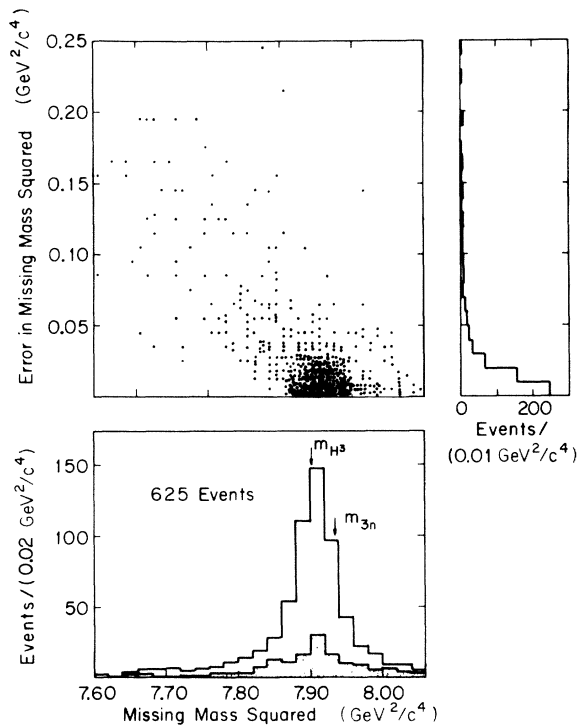 Error in Missing Mass Squared (GeV²/c⁴)
0.25
0.20
0.15
0.10
0.05
0 200
Events/
(0.01 GeV²/c⁴)
Events/(0.02 GeV²/c⁴)
150
100
50
625 Events
m_H³
m_3n
7.60 7.70 7.80 7.90 8.00
Missing Mass Squared (GeV²/c⁴)